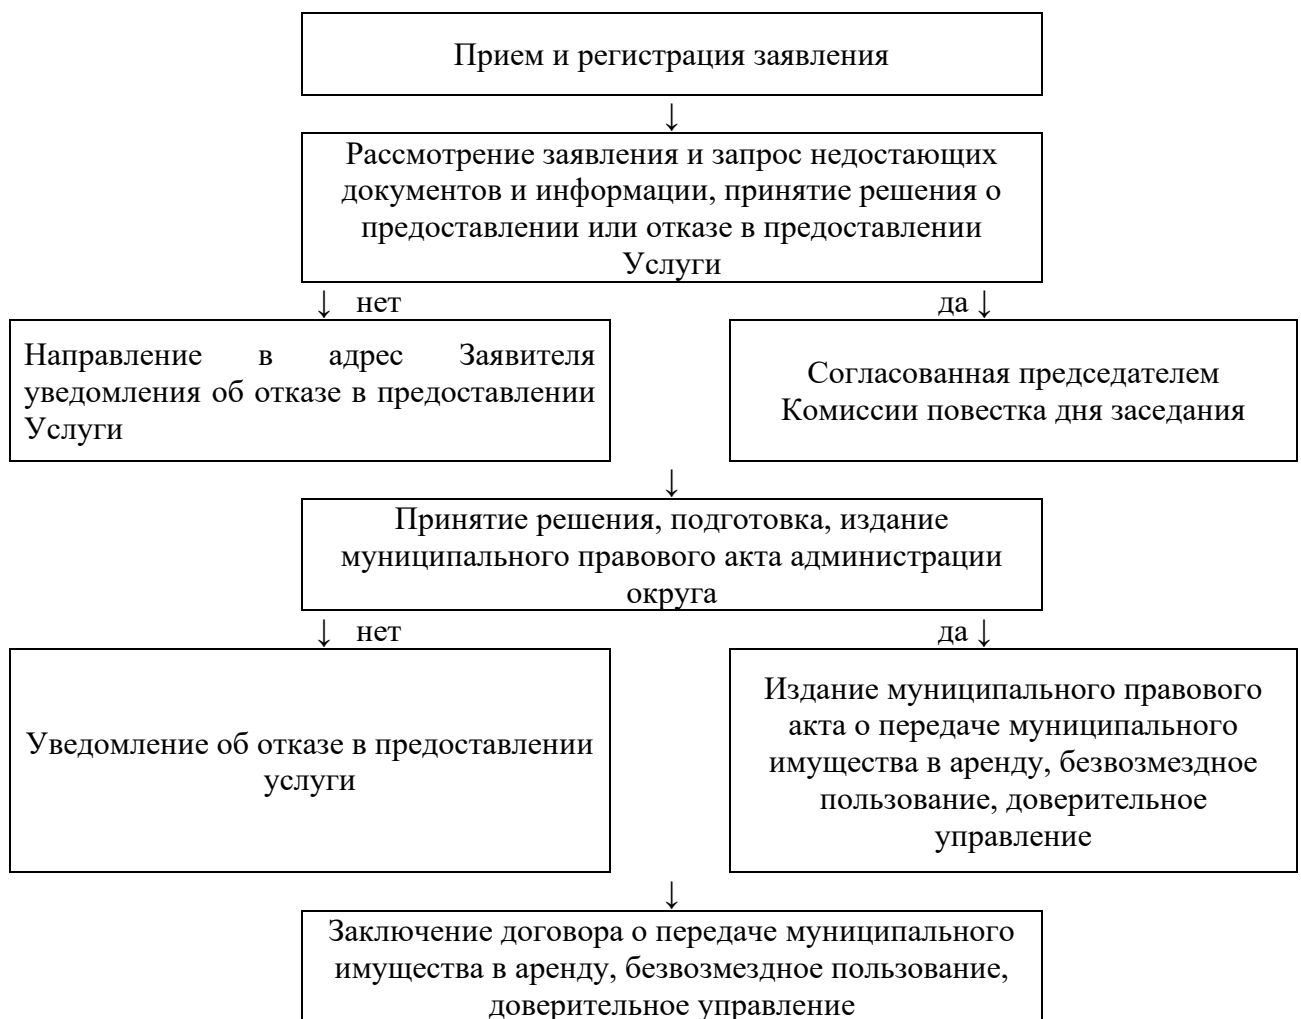 Прием и регистрация заявления
↓
Рассмотрение заявления и запрос недостающих
документов и информации, принятие решения о
предоставлении или отказе в предоставлении
Услуги
↓ нет
да ↓
Направление в адрес Заявителя
уведомления об отказе в предоставлении
Услуги
Согласованная председателем
Комиссии повестка дня заседания
↓
Принятие решения, подготовка, издание
муниципального правового акта администрации
округа
↓ нет
да ↓
Уведомление об отказе в предоставлении
услуги
Издание муниципального правового
акта о передаче муниципального
имущества в аренду, безвозмездное
пользование, доверительное
управление
↓
Заключение договора о передаче муниципального
имущества в аренду, безвозмездное пользование,
доверительное управление